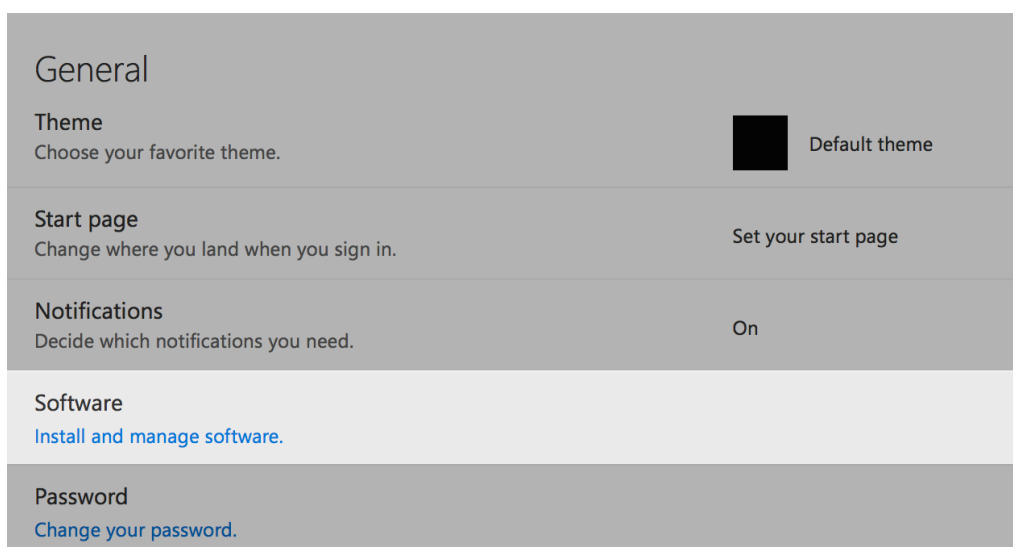 General
Theme
Choose your favorite theme.
Default theme
Start page
Change where you land when you sign in.
Set your start page
Notifications
Decide which notifications you need.
On
Software
Install and manage software.
Password
Change your password.